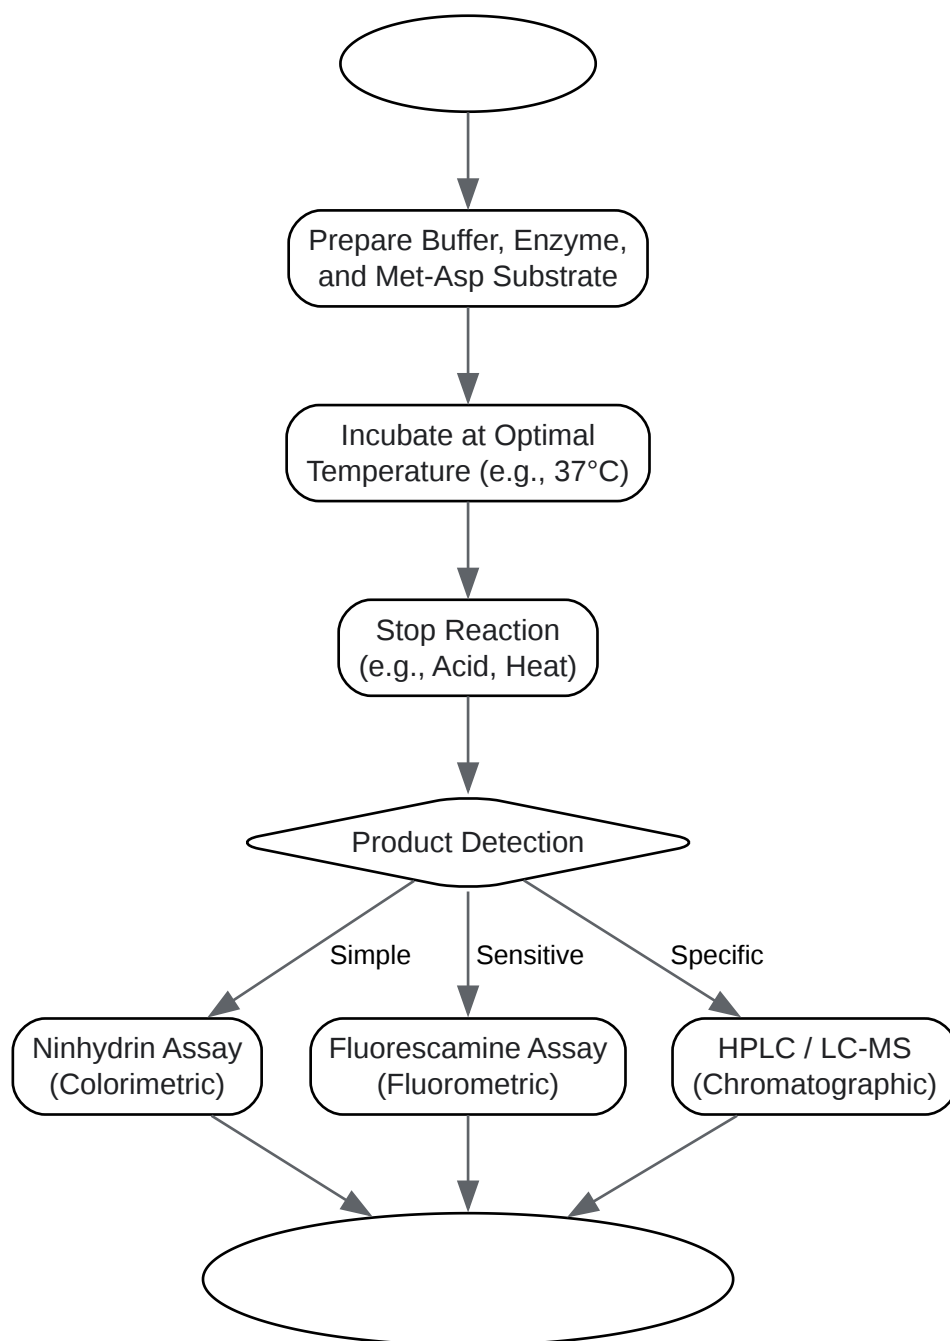 Prepare Buffer, Enzyme,
and Met-Asp Substrate
Incubate at Optimal
Temperature (e.g., 37°C)
Stop Reaction
(e.g., Acid, Heat)
Product Detection
Simple
Sensitive
Specific
Ninhydrin Assay
(Colorimetric)
Fluorescamine Assay
(Fluorometric)
HPLC / LC-MS
(Chromatographic)